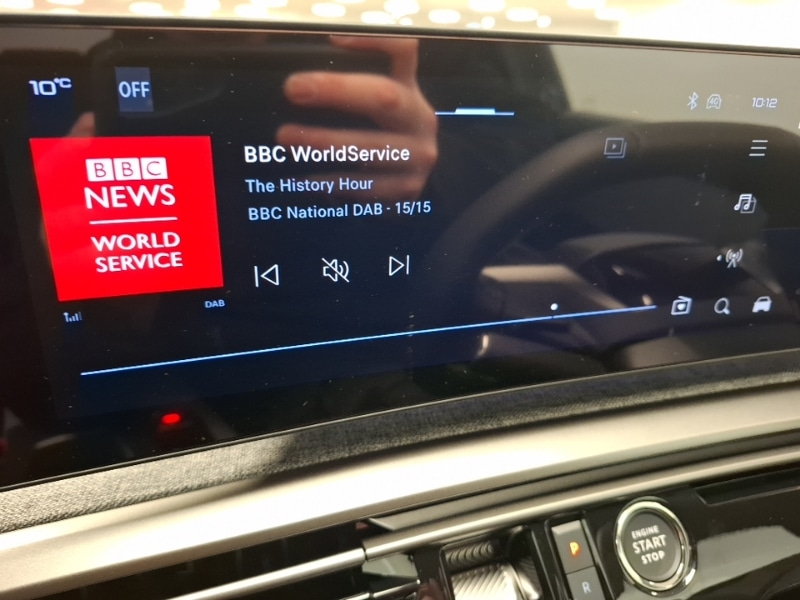 10°C
OFF
4G
10:12
BBC
NEWS
WORLD
SERVICE
BBC WorldService
The History Hour
BBC National DAB - 15/15
DAB
ENGINE
START
STOP
P
R